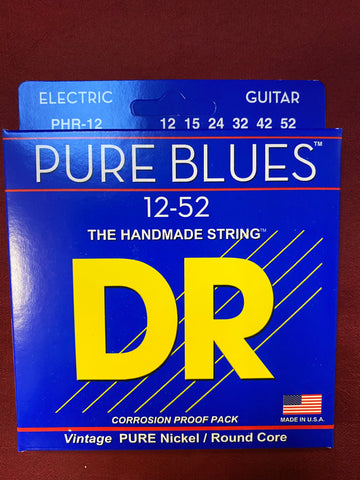 ELECTRIC GUITAR
PHR-12 12 15 24 32 42 52
PURE BLUES™
12-52
THE HANDMADE STRING™
DR
CORROSION PROOF PACK
MADE IN U.S.A.
Vintage PURE Nickel / Round Core